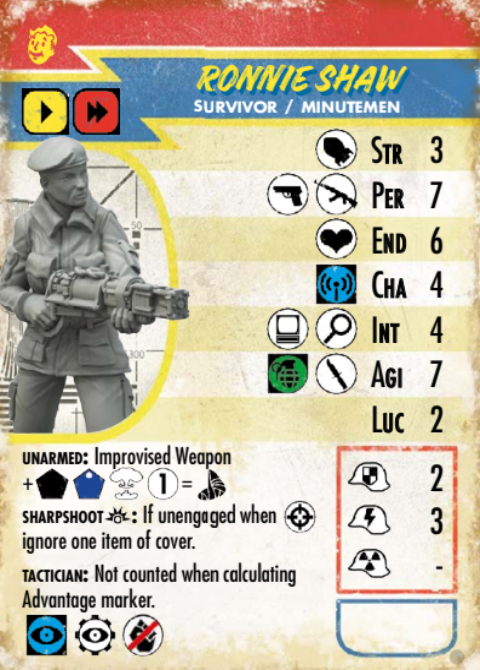 RONNIE SHAW
SURVIVOR / MINUTEMEN
STR 3
PER 7
END 6
CHA 4
INT 4
AGI 7
LUC 2
50
300
UNARMED: Improvised Weapon
+ 1 =
SHARPSHOOT: If unengaged when
ignore one item of cover.
TACTICIAN: Not counted when calculating
Advantage marker.
2
3
-